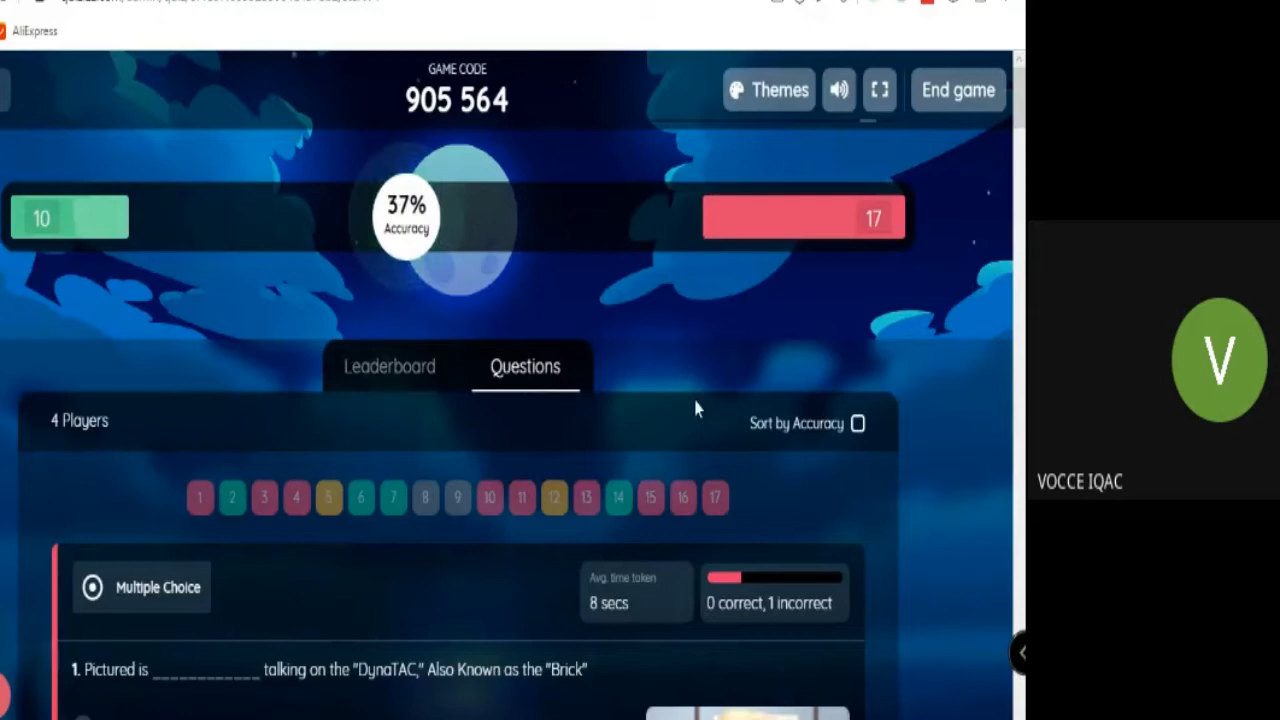 AliExpress
GAME CODE
905 564
Themes
End game
10
37%
Accuracy
17
Leaderboard
Questions
4 Players
Sort by Accuracy
1 2 3 4 5 6 7 8 9 10 11 12 13 14 15 16 17
Multiple Choice
Avg. time taken
8 secs
0 correct, 1 incorrect
1. Pictured is ____________ talking on the "DynaTAC," Also Known as the "Brick"
V
VOCCE IQAC